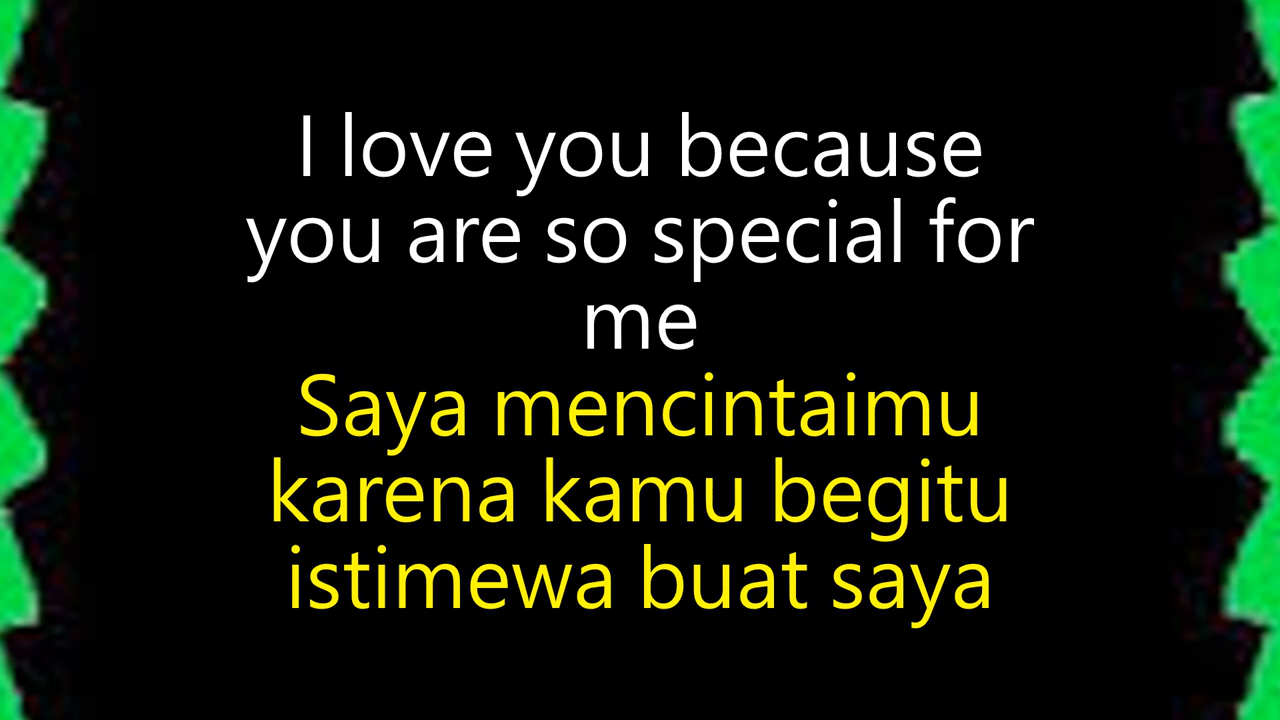 I love you because
you are so special for
me
Saya mencintaimu
karena kamu begitu
istimewa buat saya